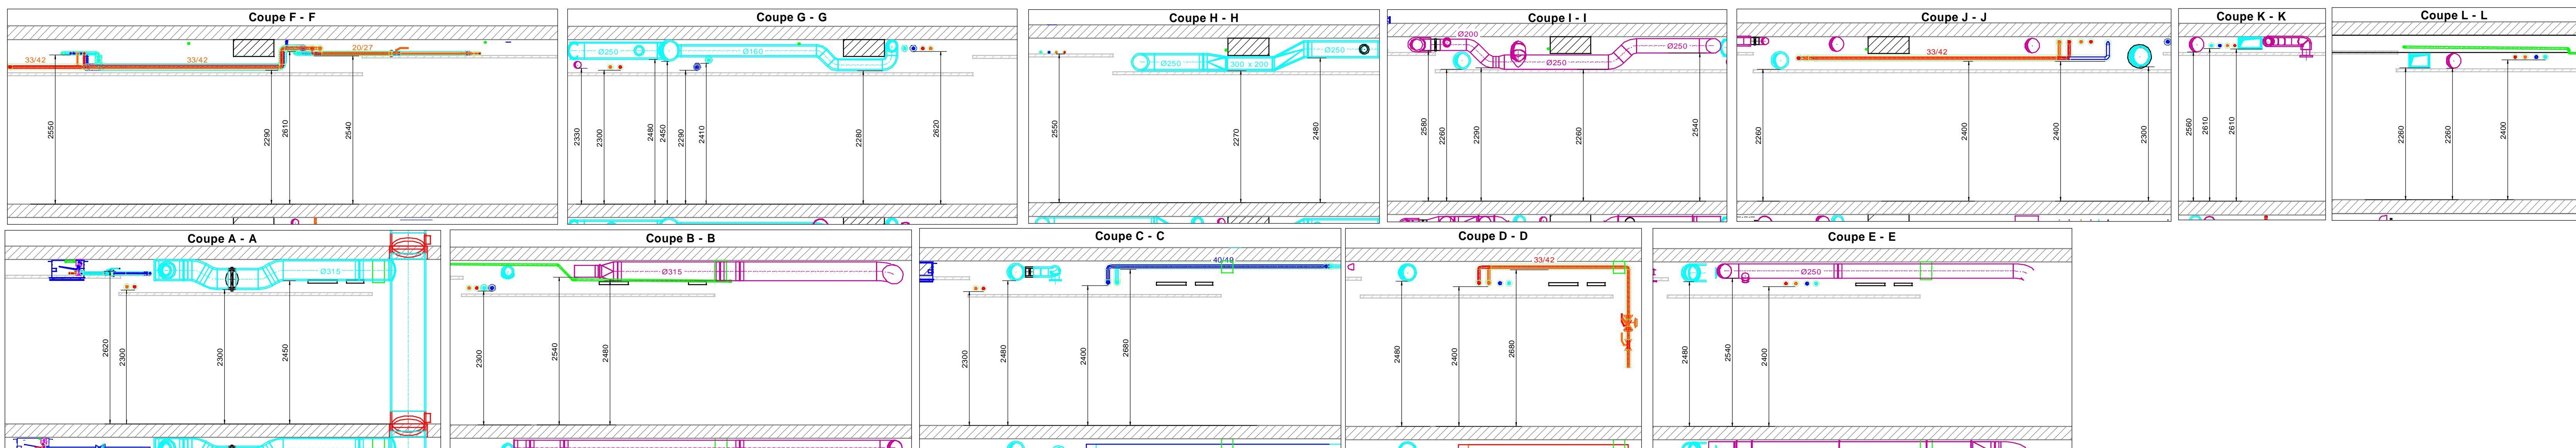 Coupe F - F
33/42
33/42
20/27
2550
2290
2610
2540
Coupe G - G
Ø250
Ø160
2330
2300
2480
2450
2290
2410
2280
2620
Coupe H - H
Ø250
300 x 200
Ø250
2550
2270
2480
Coupe I - I
Ø200
Ø250
Ø250
2580
2260
2290
2260
2540
Coupe J - J
33/42
2260
2400
2400
2300
Coupe K - K
2560
2610
2610
Coupe L - L
2260
2260
2400
Coupe A - A
Ø315
2620
2300
2300
2450
Coupe B - B
Ø315
2300
2540
2480
Coupe C - C
40/49
2300
2480
2400
2680
Coupe D - D
33/42
2480
2400
2680
Coupe E - E
Ø250
2480
2540
2400